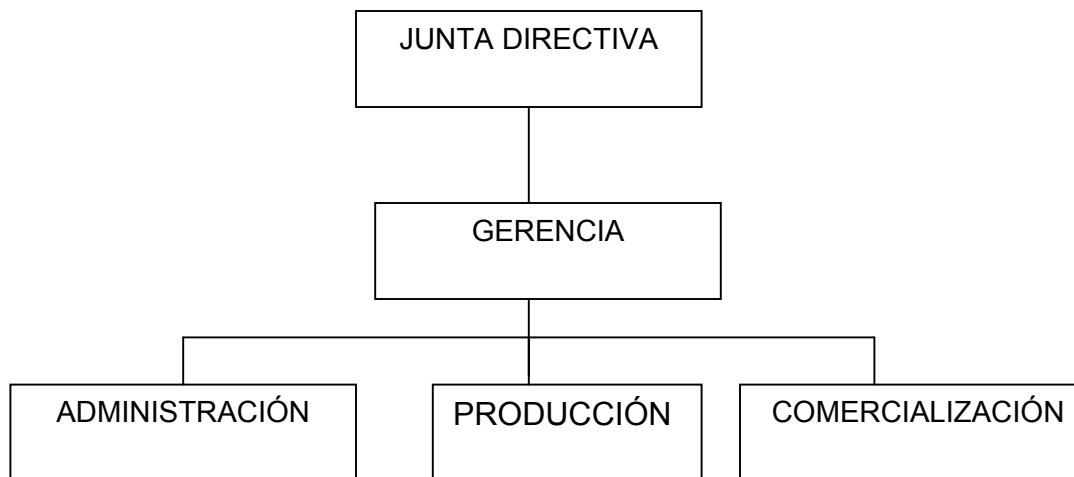 JUNTA DIRECTIVA
GERENCIA
ADMINISTRACIÓN
PRODUCCIÓN
COMERCIALIZACIÓN